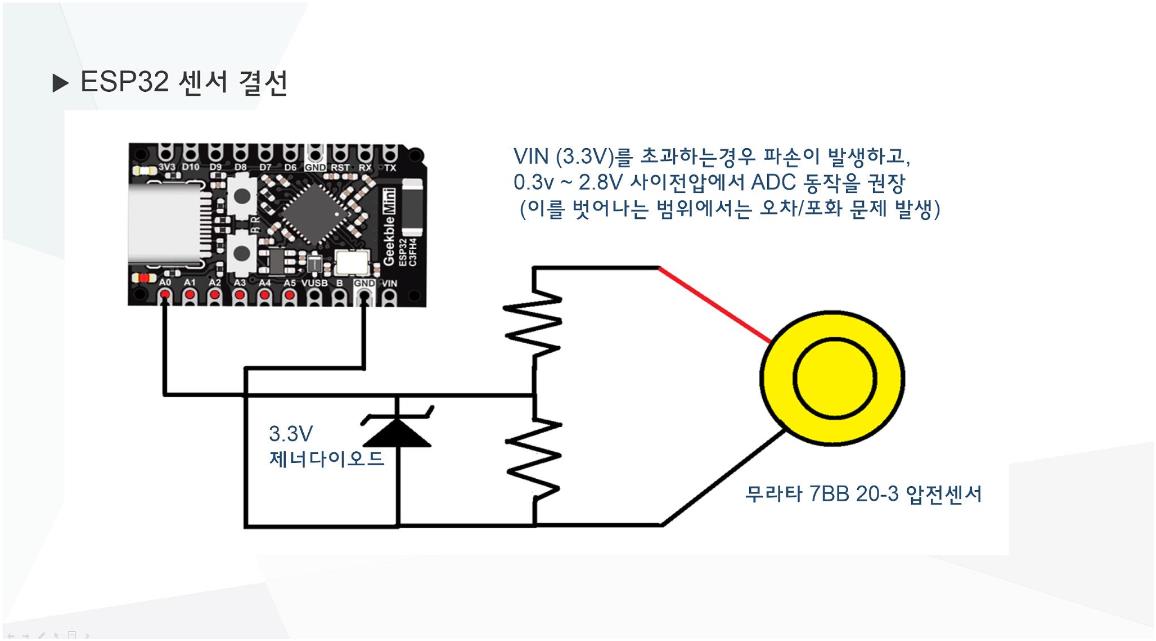 ▶ ESP32 센서 결선
3V3 D10 D9 D8 D7 D6 GND RST RX TX
B R
Geekble Mini
ESP32
C3FH4
A0 A1 A2 A3 A4 A5 VUSB B GND VIN
VIN (3.3V)를 초과하는경우 파손이 발생하고,
0.3v ~ 2.8V 사이전압에서 ADC 동작을 권장
(이를 벗어나는 범위에서는 오차/포화 문제 발생)
3.3V
제너다이오드
무라타 7BB 20-3 압전센서